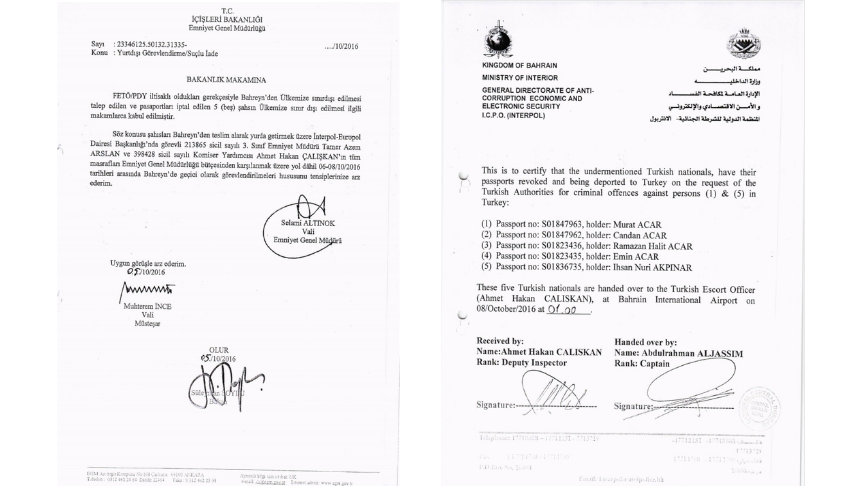 T.C.
İÇİŞLERİ BAKANLIĞI
Emniyet Genel Müdürlüğü
Sayı : 23346125.50132.31335-
..../10/2016
Konu : Yurtdışı Görevlendirme/Suçlu İade
BAKANLIK MAKAMINA
FETÖ/PDY iltisaklı oldukları gerekçesiyle Bahreyn'den Ülkemize sınırdışı edilmesi
talep edilen ve pasaportları iptal edilen 5 (beş) şahsın Ülkemize sınır dışı edilmesi ilgili
makamlarca kabul edilmiştir.
Söz konusu şahısları Bahreyn'den teslim alarak yurda getirmek üzere İnterpol-Europol
Dairesi Başkanlığı'nda görevli 213865 sicil sayılı 3. Sınıf Emniyet Müdürü Tamer Azem
ARSLAN ve 398428 sicil sayılı Komiser Yardımcısı Ahmet Hakan ÇALIŞKAN'ın tüm
masrafları Emniyet Genel Müdürlüğü bütçesinden karşılanmak üzere yol dâhil 06-08/10/2016
tarihleri arasında Bahreyn'de geçici olarak görevlendirilmeleri hususunu tensiplerinize arz
ederim.
Selami ALTINOK
Vali
Emniyet Genel Müdürü
Uygun görüşle arz ederim.
05/10/2016
Muhterem İNCE
Vali
Müsteşar
OLUR
05/10/2016
KINGDOM OF BAHRAIN
MINISTRY OF INTERIOR
GENERAL DIRECTORATE OF ANTI-
CORRUPTION ECONOMIC AND
ELECTRONIC SECURITY
I.C.P.O. (INTERPOL)
مملكــة البحريـــن
وزارة الداخليـــة
الإدارة العـامـة لمكافحـة الفســـاد
و الأمـن الاقتصـادي والإلكترونـي
المنظمة الدولية للشرطة الجنائية- الانتربول
This is to certify that the undermentioned Turkish nationals, have their
passports revoked and being deported to Turkey on the request of the
Turkish Authorities for criminal offences against persons (1) & (5) in
Turkey:
(1) Passport no: S01847963, holder: Murat ACAR
(2) Passport no: S01847962, holder: Candan ACAR
(3) Passport no: S01823436, holder: Ramazan Halit ACAR
(4) Passport no: S01823435, holder: Emin ACAR
(5) Passport no: S01836735, holder: Ihsan Nuri AKPINAR
These five Turkish nationals are handed over to the Turkish Escort Officer
(Ahmet Hakan CALISKAN), at Bahrain International Airport on
08/October/2016 at 01.00.
Received by:
Name:Ahmet Hakan CALISKAN
Rank: Deputy Inspector
Signature:
Handed over by:
Name: Abdulrahman ALJASSIM
Rank: Captain
Signature: